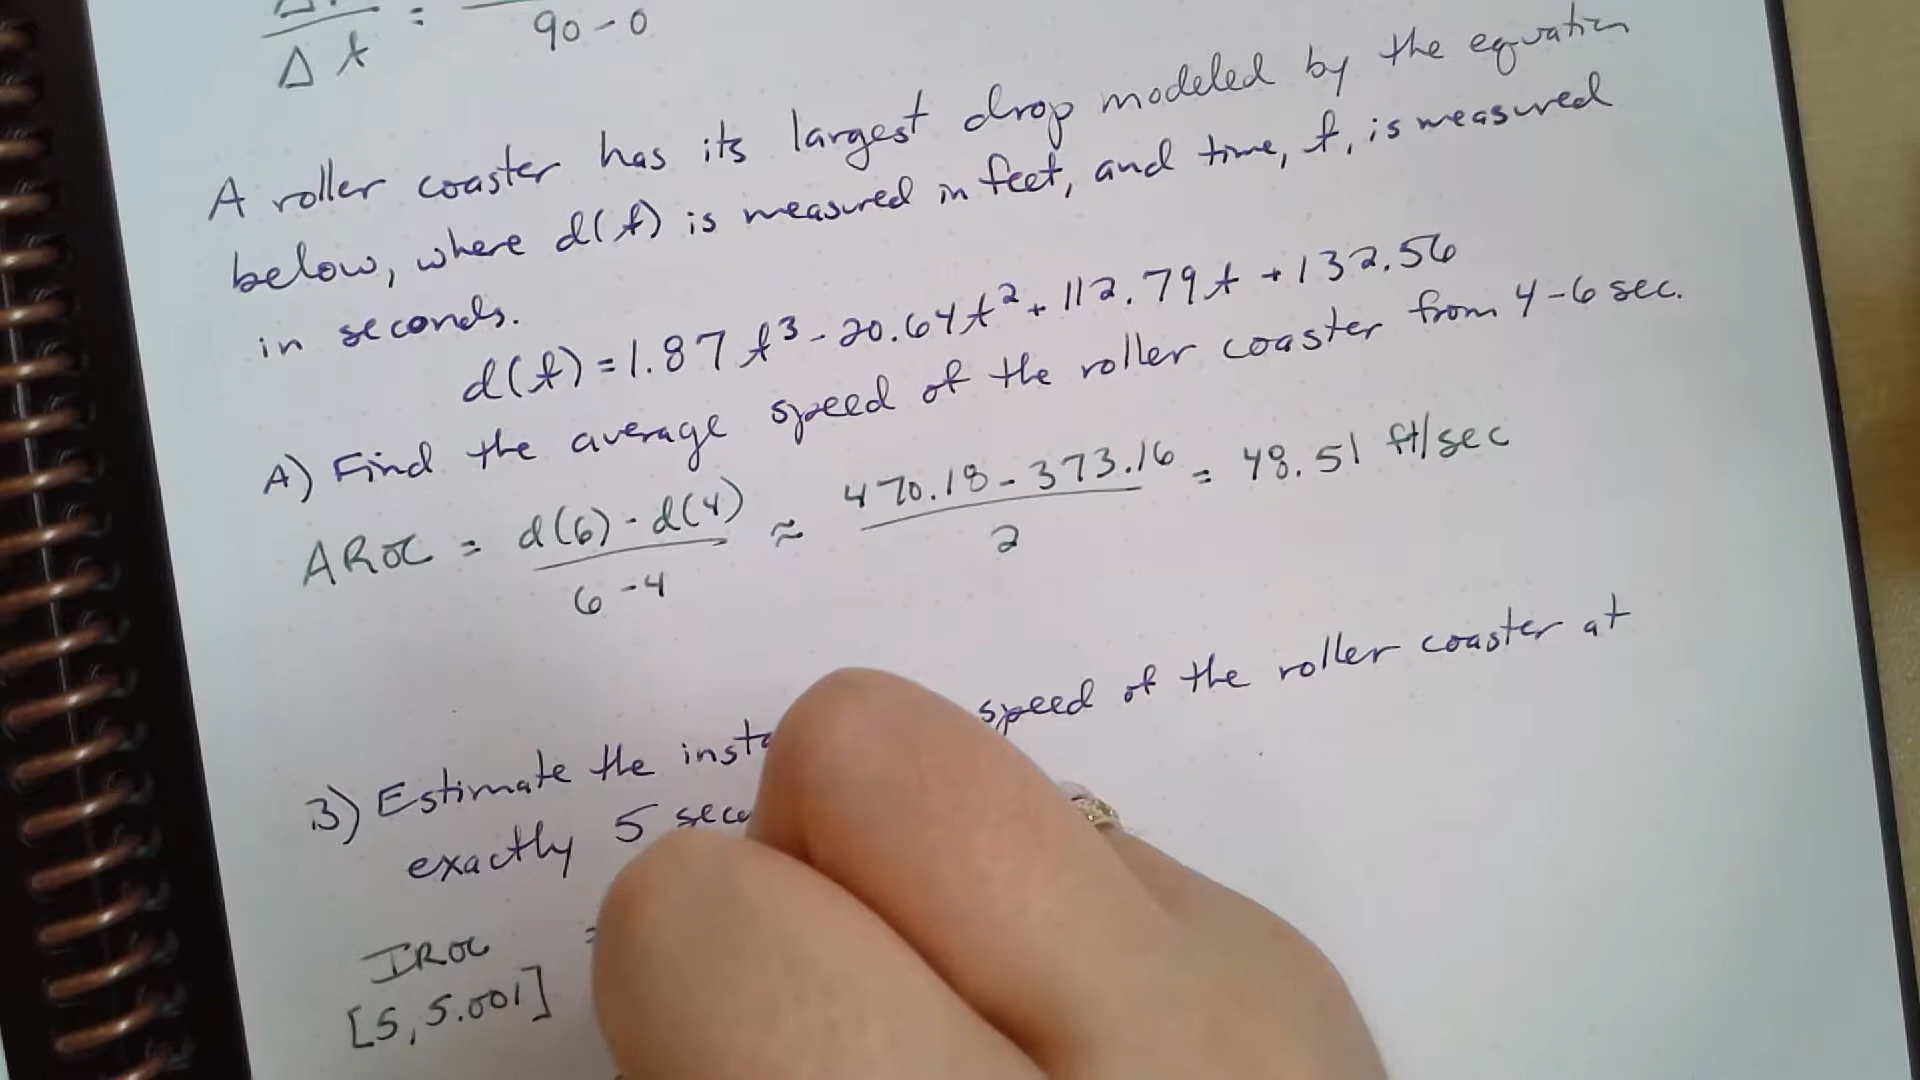 Δt = 90-0
A roller coaster has its largest drop modeled by the equation
below, where d(t) is measured in feet, and time, t, is measured
in seconds.
d(t) = 1.87t³ - 20.64t² + 112.79t + 132.56
A) Find the average speed of the roller coaster from 4-6 sec.
AROC = d(6) - d(4) / 6-4 ≈ 470.18 - 373.16 / 2 = 48.51 ft/sec
B) Estimate the speed of the roller coaster at
exactly 5
IROC =
[5, 5.001]